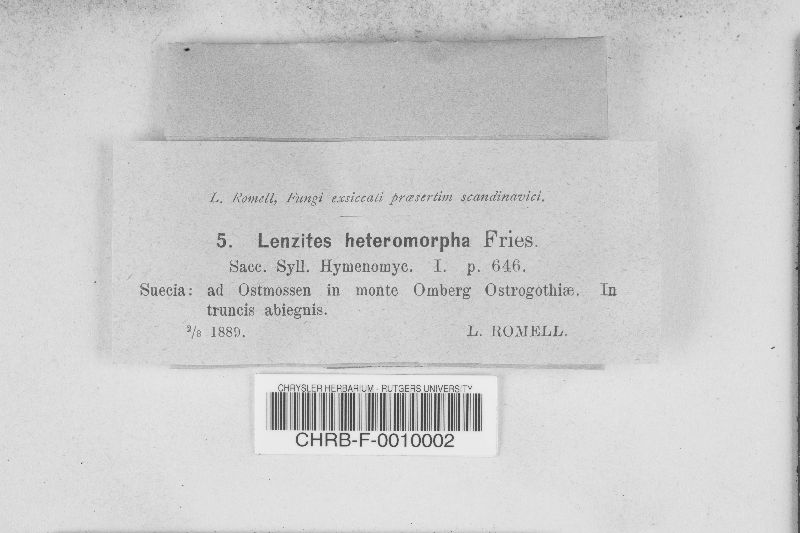 L. Romell, Fungi exsiccati præsertim scandinavici.
5. Lenzites heteromorpha Fries.
Sacc. Syll. Hymenomyc. I. p. 646.
Suecia: ad Ostmossen in monte Omberg Ostrogothiæ. In
truncis abiegnis.
2/8 1889. L. ROMELL.
CHRYSLER HERBARIUM - RUTGERS UNIVERSITY
CHRB-F-0010002